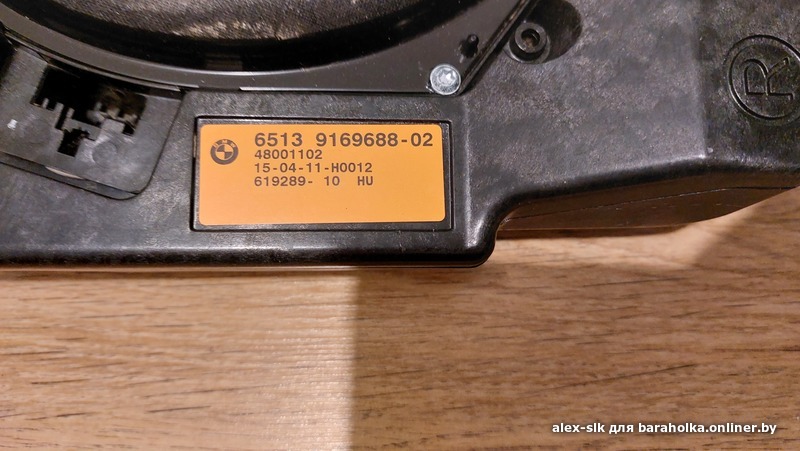 ®
6513 9169688-02
48001102
15-04-11-H0012
619289- 10 HU
alex-slk для baraholka.onliner.by